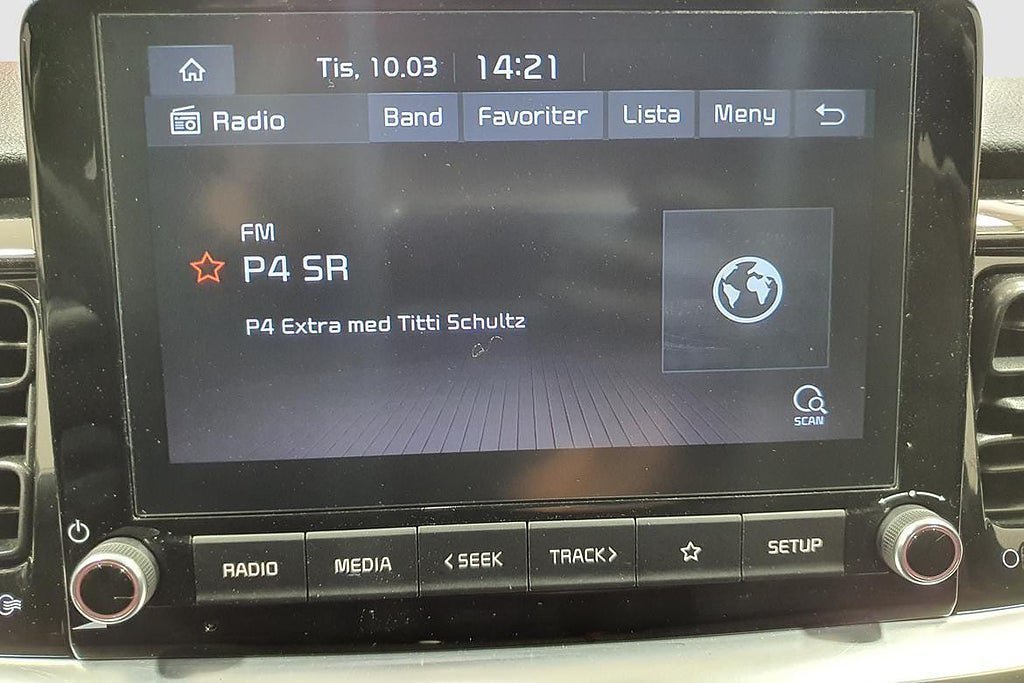 Tis, 10.03 14:21
Radio Band Favoriter Lista Meny
FM
P4 SR
P4 Extra med Titti Schultz
SCAN
RADIO MEDIA <SEEK TRACK> SETUP